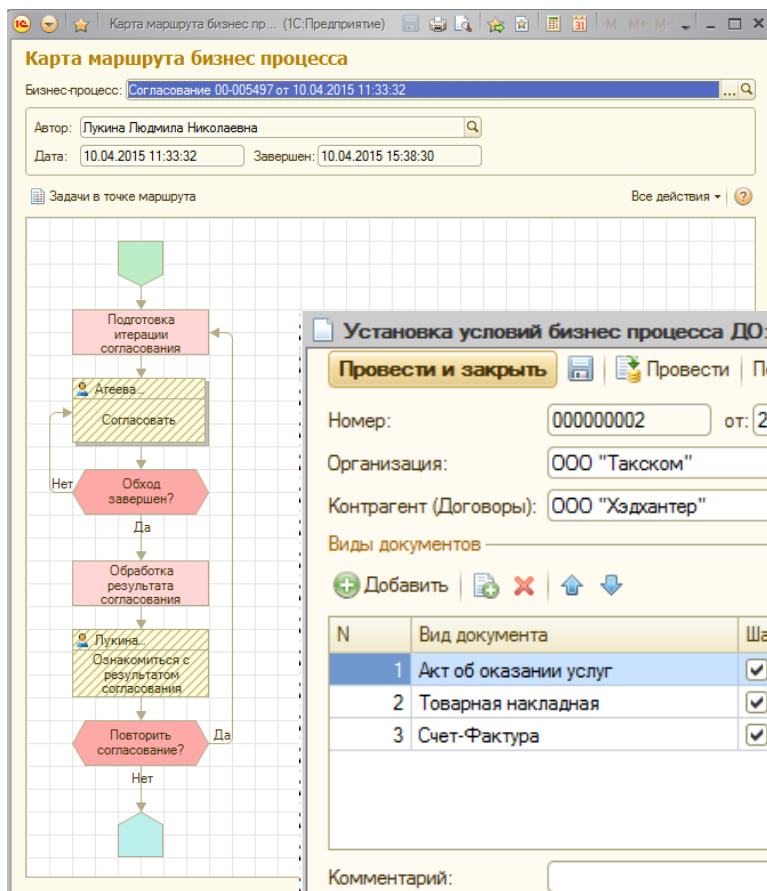 Карта маршрута бизнес пр... (1С:Предприятие)
M M+ M-
Карта маршрута бизнес процесса
Бизнес-процесс: Согласование 00-005497 от 10.04.2015 11:33:32
Автор: Лукина Людмила Николаевна
Дата: 10.04.2015 11:33:32 Завершен: 10.04.2015 15:38:30
Задачи в точке маршрута Все действия
Подготовка
итерации
согласования
Агеева...
Согласовать
Нет
Обход
завершен?
Да
Обработка
результата
согласования
Лукина...
Ознакомиться с
результатом
согласования
Повторить
согласование?
Да
Нет
Установка условий бизнес процесса ДО:
Провести и закрыть Провести
Номер: 000000002 от: 2
Организация: ООО "Такском"
Контрагент (Договоры): ООО "Хэдхантер"
Виды документов
Добавить
N Вид документа Ша
1 Акт об оказании услуг
2 Товарная накладная
3 Счет-Фактура
Комментарий: